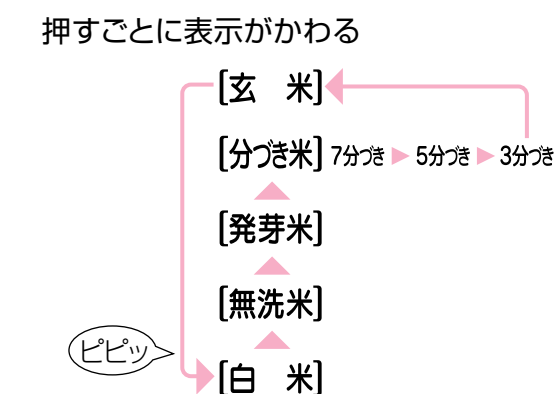 押すごとに表示がかわる
[玄　米]
[分づき米] 7分づき ▶ 5分づき ▶ 3分づき
[発芽米]
[無洗米]
ピピッ
[白　米]